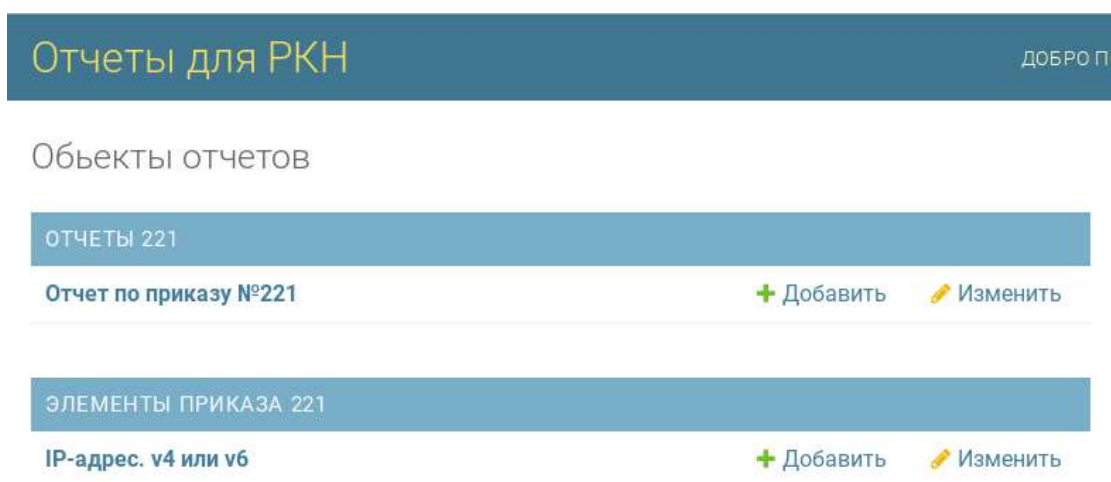 Отчеты для РКН
ДОБРО П
Обьекты отчетов
ОТЧЕТЫ 221
Отчет по приказу №221 Добавить Изменить
ЭЛЕМЕНТЫ ПРИКАЗА 221
IP-адрес. v4 или v6 Добавить Изменить